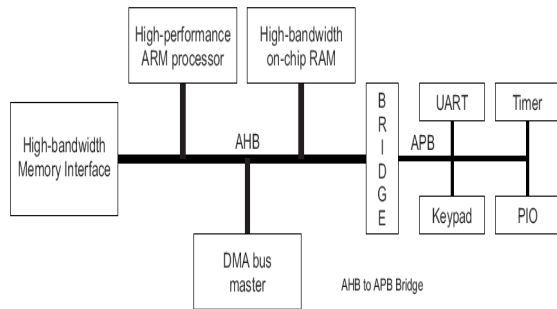 High-performance
ARM processor
High-bandwidth
on-chip RAM
High-bandwidth
Memory Interface
AHB
B
R
I
D
G
E
APB
UART
Timer
Keypad
PIO
DMA bus
master
AHB to APB Bridge